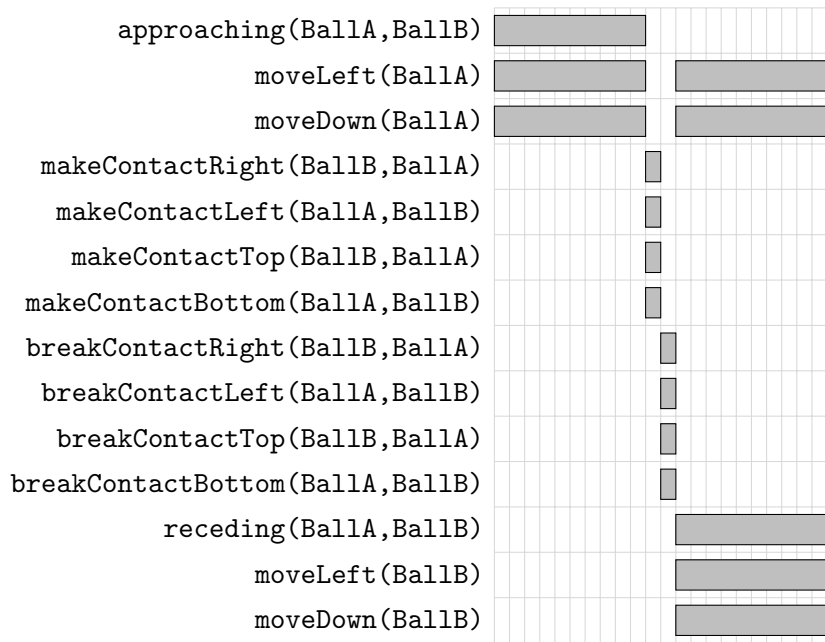 approaching(BallA,BallB)
moveLeft(BallA)
moveDown(BallA)
makeContactRight(BallB,BallA)
makeContactLeft(BallA,BallB)
makeContactTop(BallB,BallA)
makeContactBottom(BallA,BallB)
breakContactRight(BallB,BallA)
breakContactLeft(BallA,BallB)
breakContactTop(BallB,BallA)
breakContactBottom(BallA,BallB)
receding(BallA,BallB)
moveLeft(BallB)
moveDown(BallB)